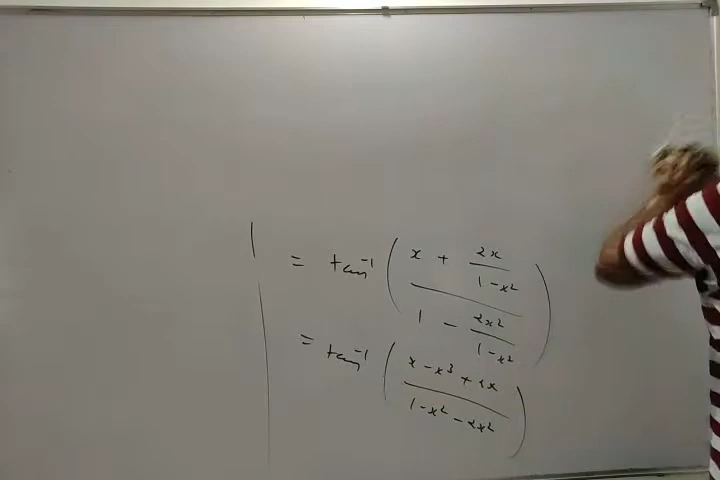 = tan⁻¹ ( (x + 2x/(1-x²)) / (1 - 2x²/(1-x²)) )
= tan⁻¹ ( (x - x³ + 2x) / (1-x² - 2x²) )